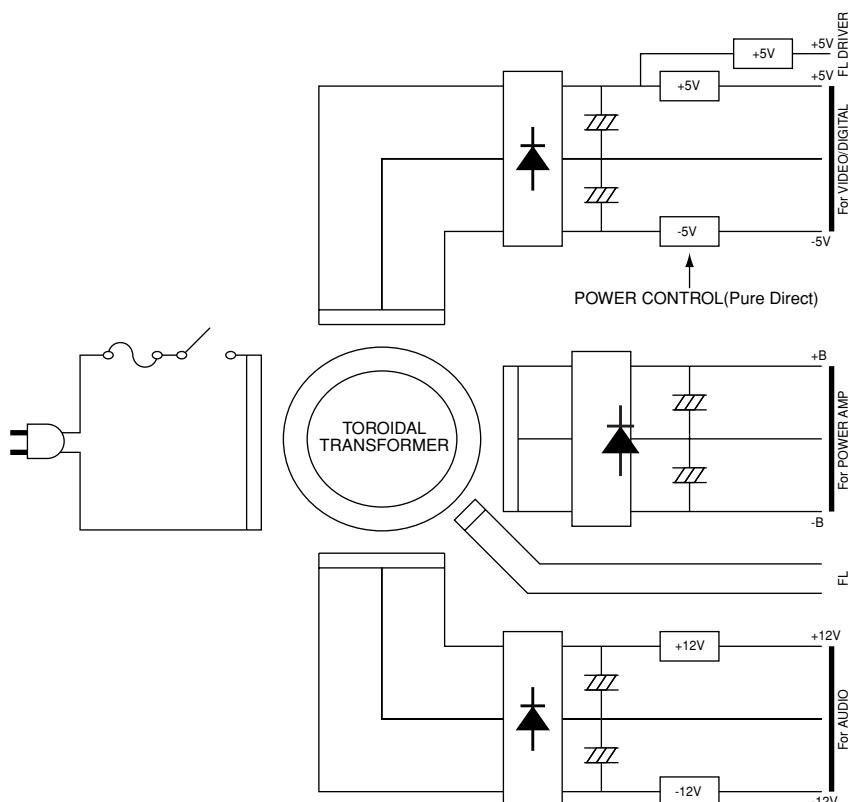 +5V
+5V
FL DRIVER
+5V
+5V
For VIDEO/DIGITAL
-5V
-5V
POWER CONTROL(Pure Direct)
TOROIDAL
TRANSFORMER
+B
For POWER AMP
-B
FL
+12V
+12V
For AUDIO
-12V
-12V